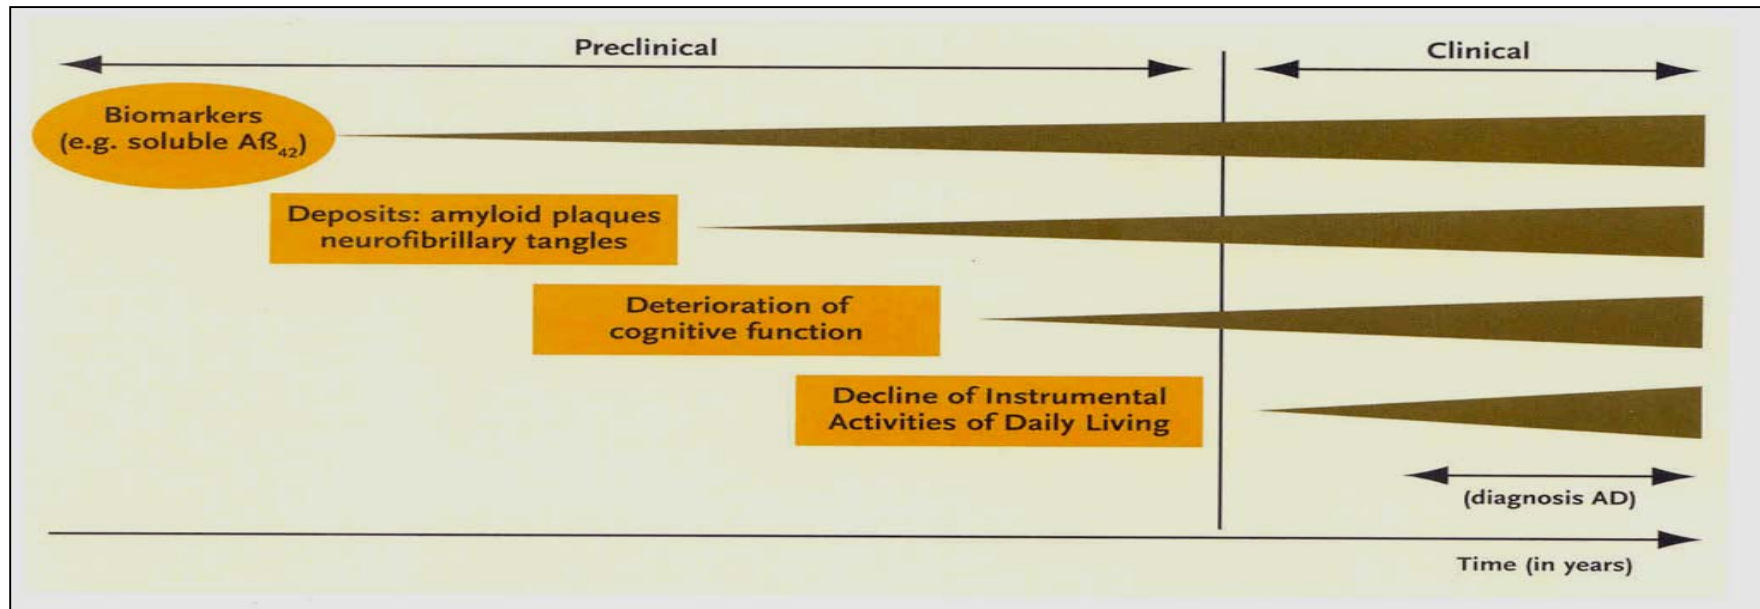 Preclinical
Clinical
Biomarkers
(e.g. soluble Aß₄₂)
Deposits: amyloid plaques
neurofibrillary tangles
Deterioration of
cognitive function
Decline of Instrumental
Activities of Daily Living
(diagnosis AD)
Time (in years)